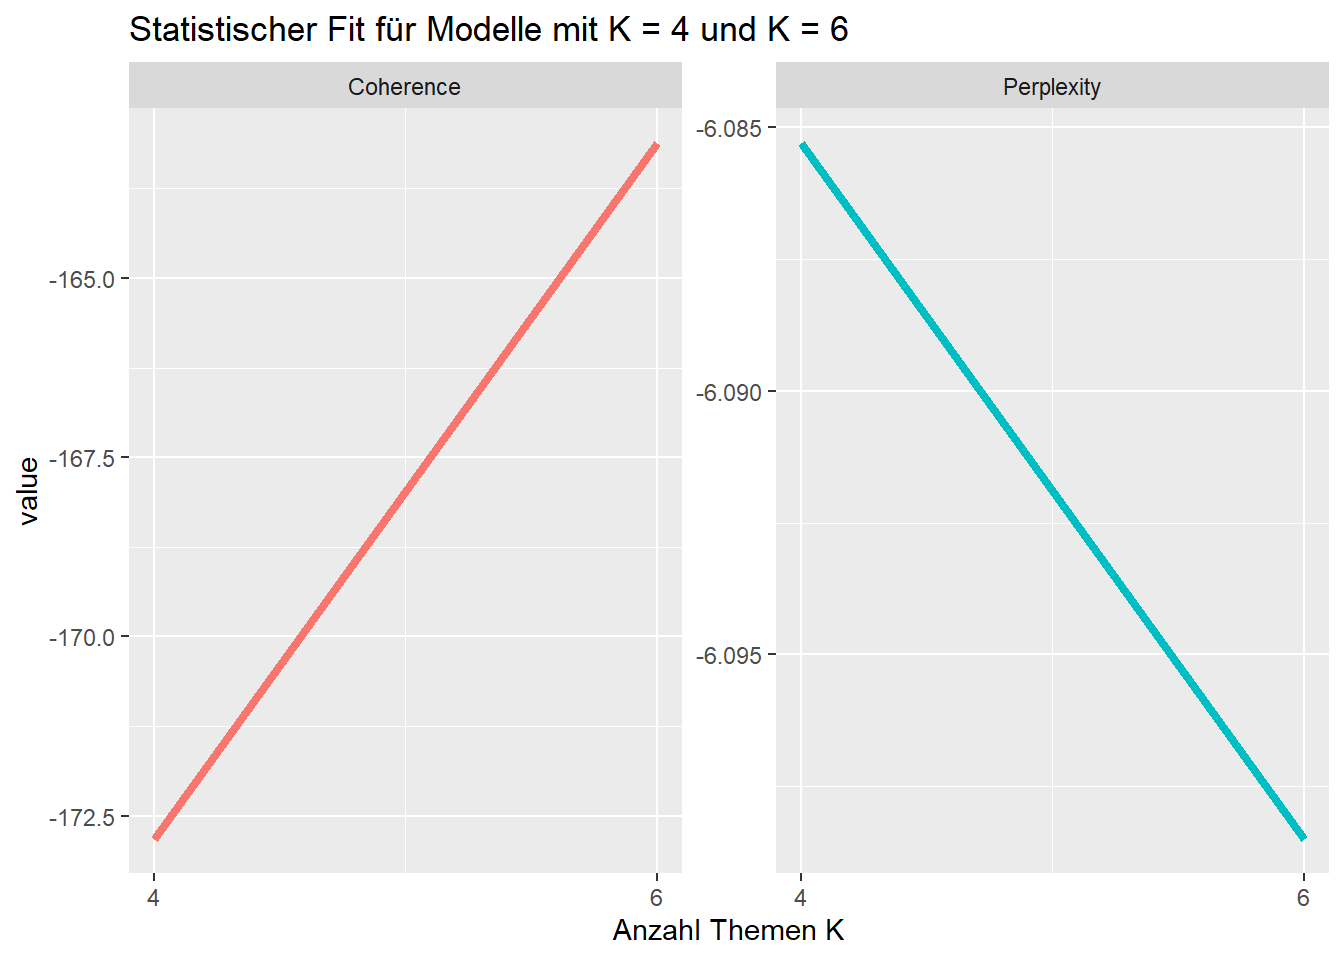 Statistischer Fit für Modelle mit K = 4 und K = 6
Coherence
Perplexity
value
-165.0
-167.5
-170.0
-172.5
-6.085
-6.090
-6.095
4
6
4
6
Anzahl Themen K